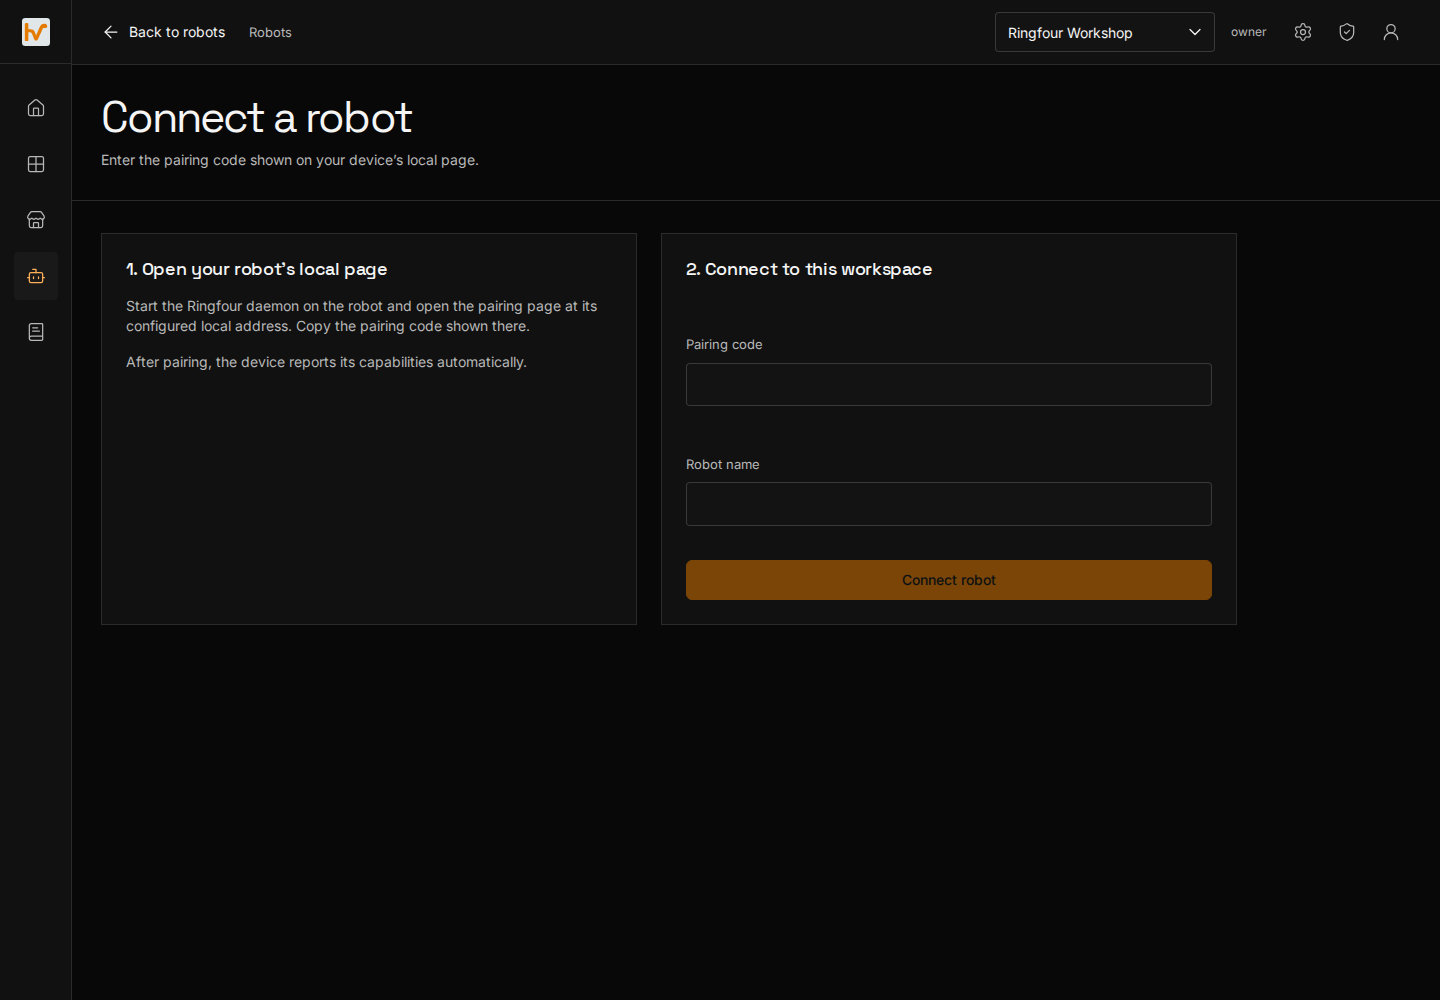 Back to robots
Robots
Ringfour Workshop
owner
Connect a robot
Enter the pairing code shown on your device’s local page.
1. Open your robot’s local page
Start the Ringfour daemon on the robot and open the pairing page at its
configured local address. Copy the pairing code shown there.
After pairing, the device reports its capabilities automatically.
2. Connect to this workspace
Pairing code
Robot name
Connect robot